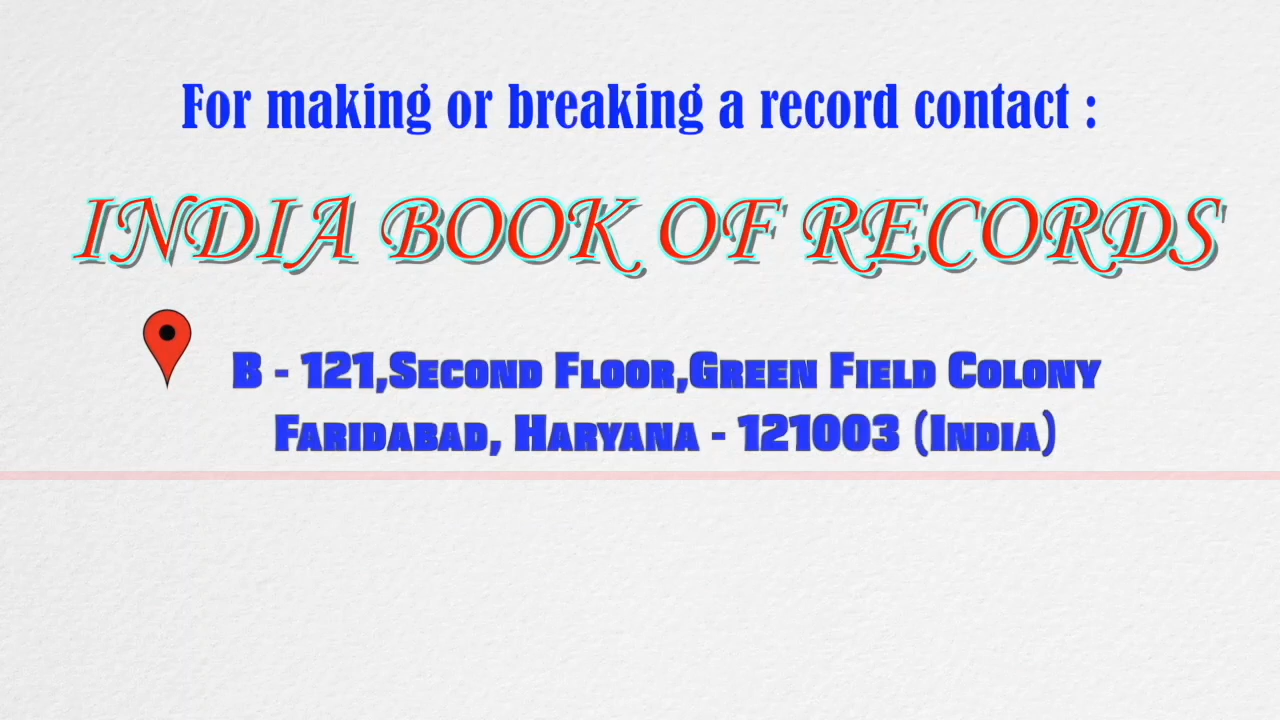 For making or breaking a record contact :
INDIA BOOK OF RECORDS
B - 121,Second Floor,Green Field Colony
Faridabad, Haryana - 121003 (India)